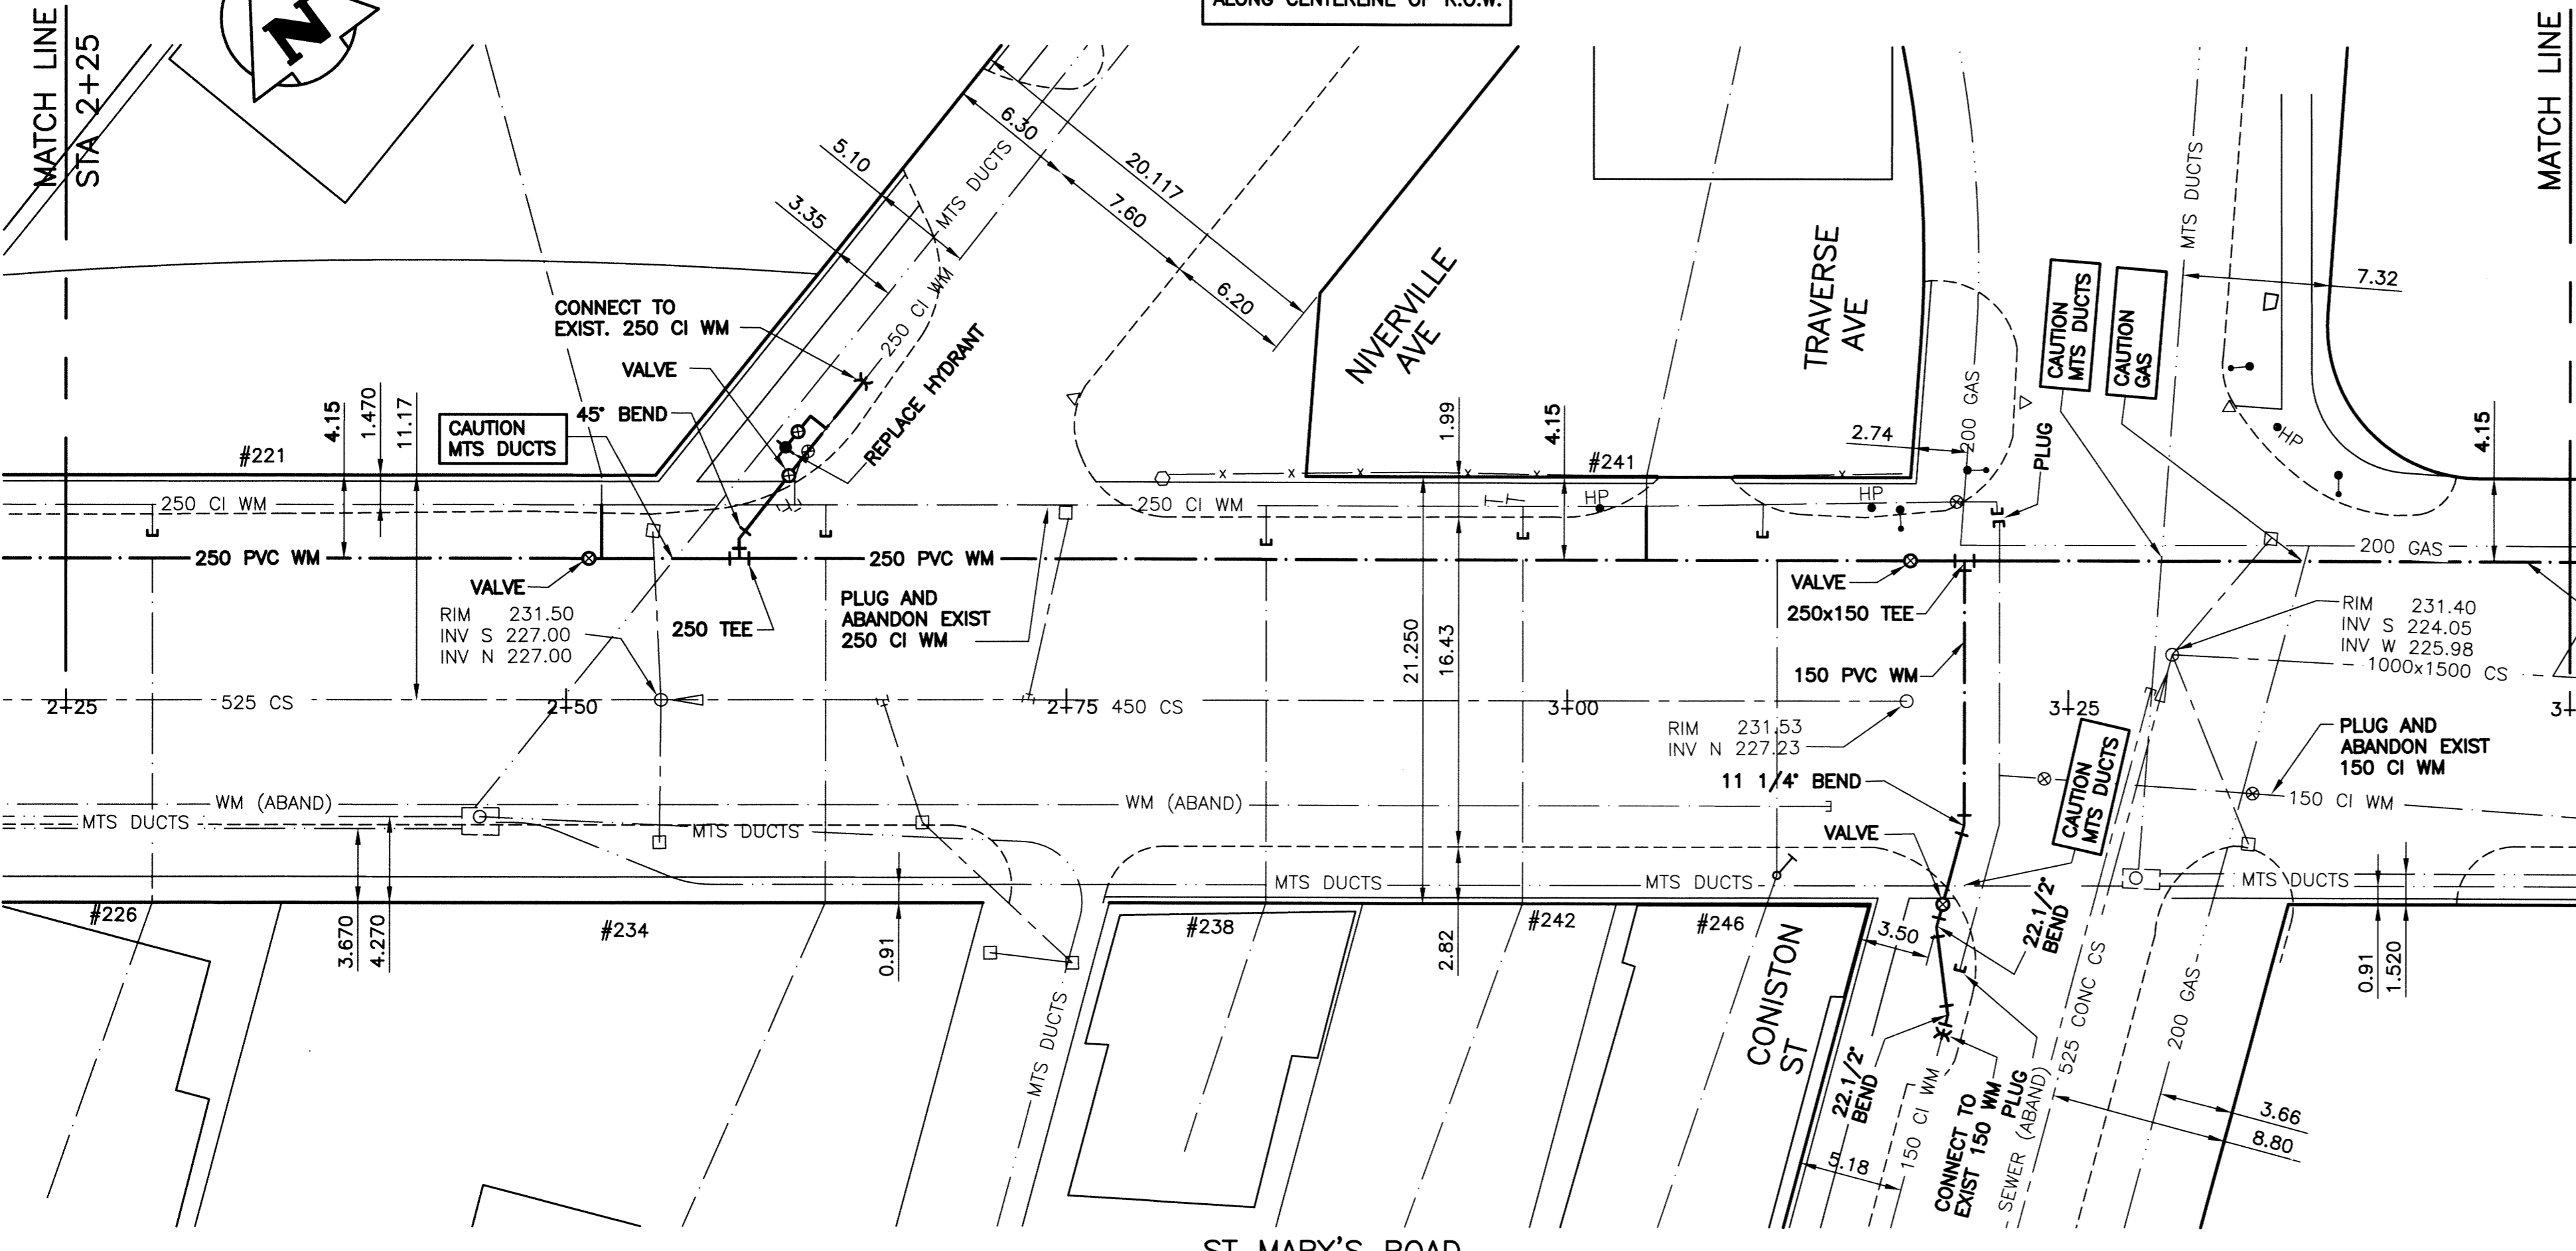 ALONG CENTERLINE OF R.O.W.
MATCH LINE
STA 2+25
N
MATCH LINE
6.30
20.117
7.60
6.20
5.10
3.35
MTS DUCTS
250 CI WM
CONNECT TO
EXIST. 250 CI WM
VALVE
45° BEND
REPLACE HYDRANT
CAUTION
MTS DUCTS
#221
4.15
1.470
11.17
NIVERVILLE
AVE
TRAVERSE
AVE
1.99
4.15
#241
2.74
200 GAS
PLUG
CAUTION
MTS DUCTS
CAUTION
GAS
MTS DUCTS
7.32
HP
4.15
250 CI WM
250 CI WM
HP
HP
250 PVC WM
250 PVC WM
200 GAS
VALVE
RIM 231.50
INV S 227.00
INV N 227.00
250 TEE
PLUG AND
ABANDON EXIST
250 CI WM
21.250
16.43
VALVE
250x150 TEE
150 PVC WM
RIM 231.40
INV S 224.05
INV W 225.98
1000x1500 CS
2+25
525 CS
2+50
2+75
450 CS
3+00
3+25
3+
RIM 231.53
INV N 227.23
11 1/4° BEND
VALVE
CAUTION
MTS DUCTS
PLUG AND
ABANDON EXIST
150 CI WM
150 CI WM
WM (ABAND)
WM (ABAND)
MTS DUCTS
MTS DUCTS
MTS DUCTS
MTS DUCTS
MTS DUCTS
#226
#234
#238
#242
#246
3.670
4.270
0.91
2.82
3.50
22.1/2°
BEND
0.91
1.520
MTS DUCTS
CONISTON
ST
22.1/2°
BEND
5.18
150 CI WM
CONNECT TO
EXIST 150 WM
PLUG
SEWER (ABAND)
525 CONC CS
200 GAS
3.66
8.80
ST MARY'S ROAD